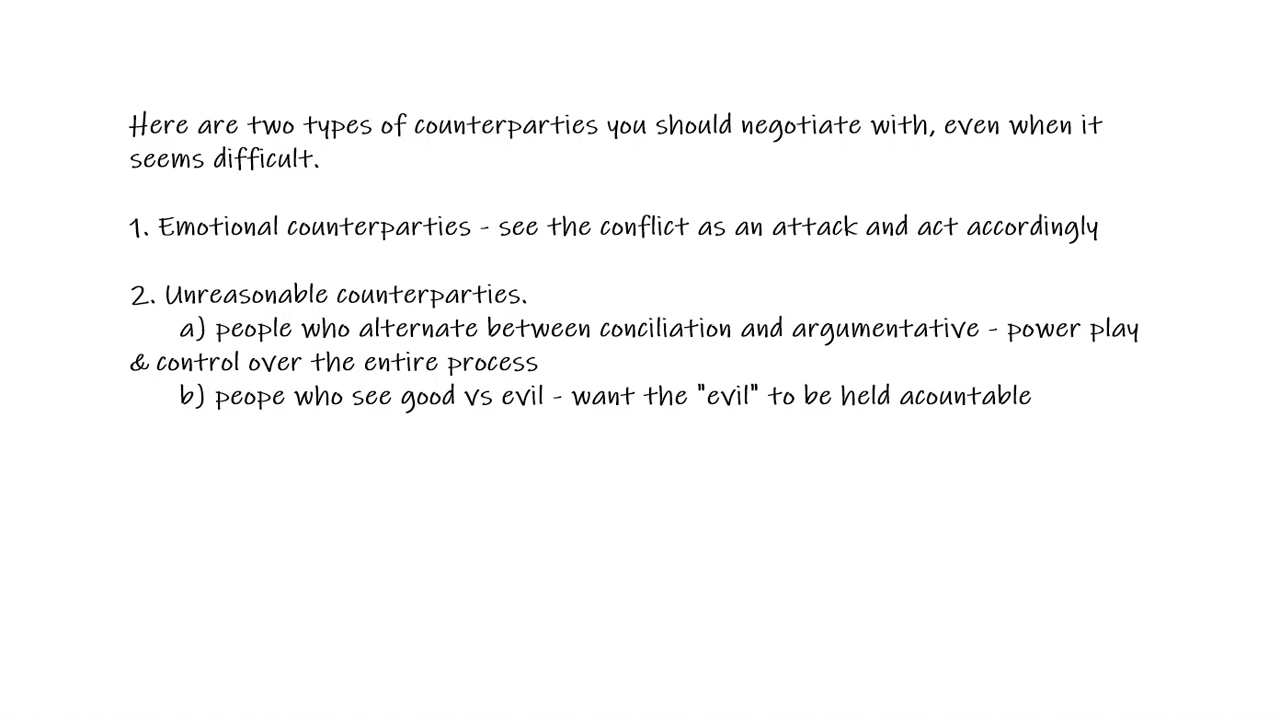 Here are two types of counterparties you should negotiate with, even when it
seems difficult.
1. Emotional counterparties - see the conflict as an attack and act accordingly
2. Unreasonable counterparties.
a) people who alternate between conciliation and argumentative - power play
& control over the entire process
b) peope who see good vs evil - want the "evil" to be held acountable